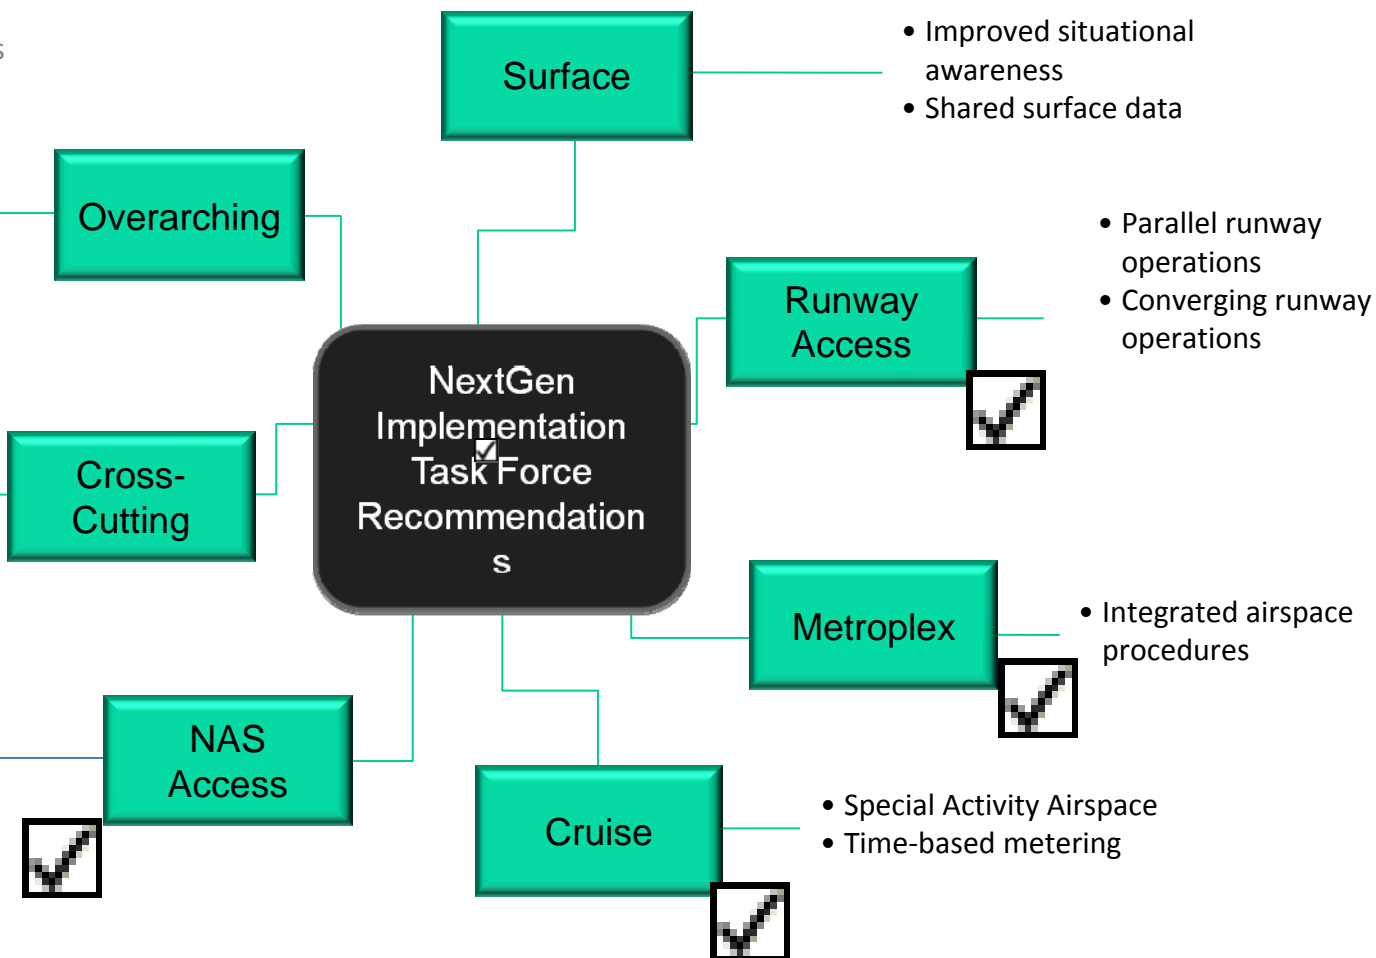 s
Surface
• Improved situational
awareness
• Shared surface data
Overarching
Runway
Access
• Parallel runway
operations
• Converging runway
operations
NextGen
Implementation
Task Force
Recommendation
s
Cross-
Cutting
Metroplex
• Integrated airspace
procedures
NAS
Access
Cruise
• Special Activity Airspace
• Time-based metering